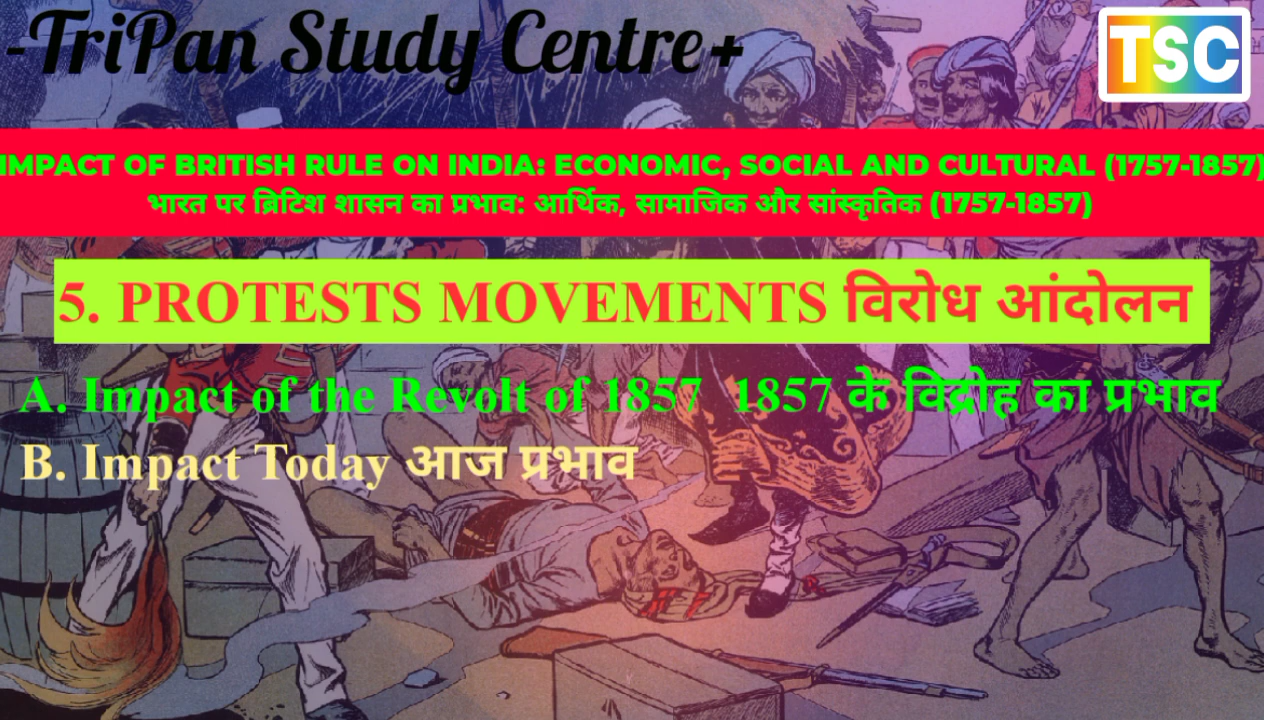 -TriPan Study Centre+
TSC
IMPACT OF BRITISH RULE ON INDIA: ECONOMIC, SOCIAL AND CULTURAL (1757-1857)
भारत पर ब्रिटिश शासन का प्रभाव: आर्थिक, सामाजिक और सांस्कृतिक (1757-1857)
5. PROTESTS MOVEMENTS विरोध आंदोलन
A. Impact of the Revolt of 1857 1857 के विद्रोह का प्रभाव
B. Impact Today आज प्रभाव